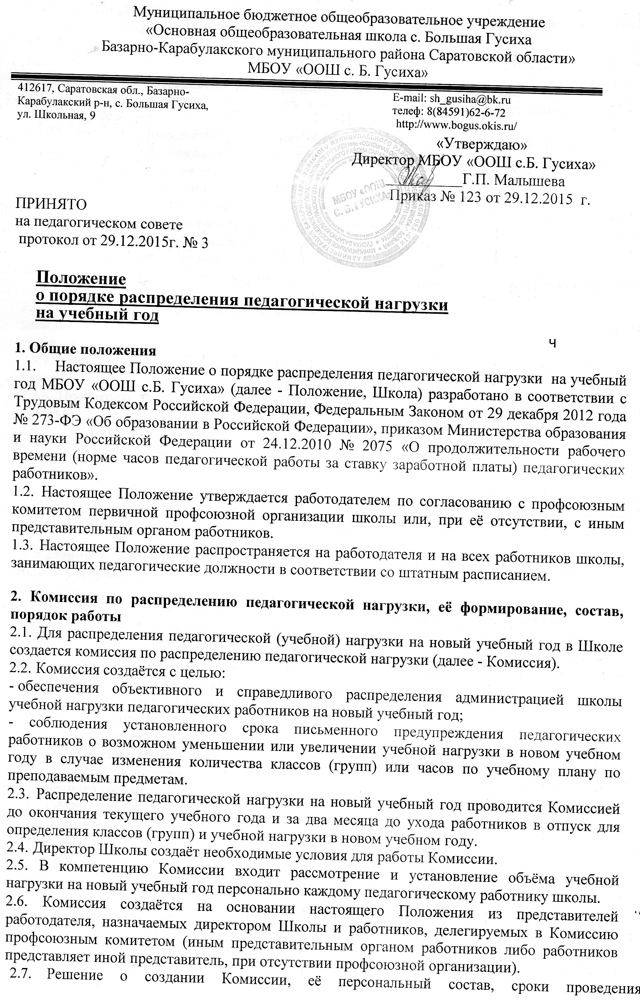 Муниципальное бюджетное общеобразовательное учреждение
«Основная общеобразовательная школа с. Большая Гусиха
Базарно-Карабулакского муниципального района Саратовской области»
МБОУ «ООШ с. Б. Гусиха»
412617, Саратовская обл., Базарно-
Карабулакский р-н, с. Большая Гусиха,
ул. Школьная, 9
E-mail: sh_gusiha@bk.ru
телеф: 8(84591)62-6-72
http://www.bogus.okis.ru/
«Утверждаю»
Директор МБОУ «ООШ с.Б. Гусиха»
Г.П. Малышева
Приказ № 123 от 29.12.2015 г.
МБОУ «ООШ
С. Б. ГУСИХА»
ПРИНЯТО
на педагогическом совете
протокол от 29.12.2015г. № 3
Положение
о порядке распределения педагогической нагрузки
на учебный год
ч
1. Общие положения
1.1. Настоящее Положение о порядке распределения педагогической нагрузки на учебный
год МБОУ «ООШ с.Б. Гусиха» (далее - Положение, Школа) разработано в соответствии с
Трудовым Кодексом Российской Федерации, Федеральным Законом от 29 декабря 2012 года
№ 273-ФЭ «Об образовании в Российской Федерации», приказом Министерства образования
и науки Российской Федерации от 24.12.2010 № 2075 «О продолжительности рабочего
времени (норме часов педагогической работы за ставку заработной платы) педагогических
работников».
1.2. Настоящее Положение утверждается работодателем по согласованию с профсоюзным
комитетом первичной профсоюзной организации школы или, при её отсутствии, с иным
представительным органом работников.
1.3. Настоящее Положение распространяется на работодателя и на всех работников школы,
занимающих педагогические должности в соответствии со штатным расписанием.
2. Комиссия по распределению педагогической нагрузки, её формирование, состав,
порядок работы
2.1. Для распределения педагогической (учебной) нагрузки на новый учебный год в Школе
создается комиссия по распределению педагогической нагрузки (далее - Комиссия).
2.2. Комиссия создаётся с целью:
- обеспечения объективного и справедливого распределения администрацией школы
учебной нагрузки педагогических работников на новый учебный год;
- соблюдения установленного срока письменного предупреждения педагогических
работников о возможном уменьшении или увеличении учебной нагрузки в новом учебном
году в случае изменения количества классов (групп) или часов по учебному плану по
преподаваемым предметам.
2.3. Распределение педагогической нагрузки на новый учебный год проводится Комиссией
до окончания текущего учебного года и за два месяца до ухода работников в отпуск для
определения классов (групп) и учебной нагрузки в новом учебном году.
2.4. Директор Школы создаёт необходимые условия для работы Комиссии.
2.5. В компетенцию Комиссии входит рассмотрение и установление объёма учебной
нагрузки на новый учебный год персонально каждому педагогическому работнику школы.
2.6. Комиссия создаётся на основании настоящего Положения из представителей
работодателя, назначаемых директором Школы и работников, делегируемых в Комиссию
профсоюзным комитетом (иным представительным органом работников либо работников
представляет иной представитель, при отсутствии профсоюзной организации).
2.7. Решение о создании Комиссии, её персональный состав, сроки проведения